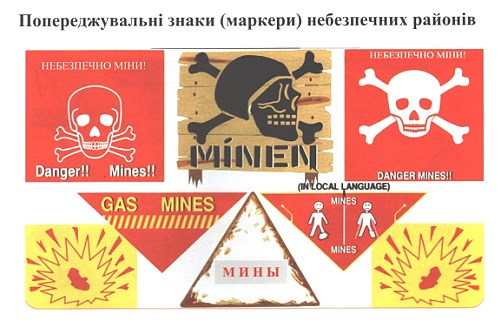 Попереджувальні знаки (маркери) небезпечних районів
НЕБЕЗПЕЧНО МІНИ!
Danger!! Mines!!
MÍNEN
НЕБЕЗПЕЧНО МІНИ!
DANGER MINES!!
GAS MINES
МИНЫ
(IN LOCAL LANGUAGE)
MINES
MINES